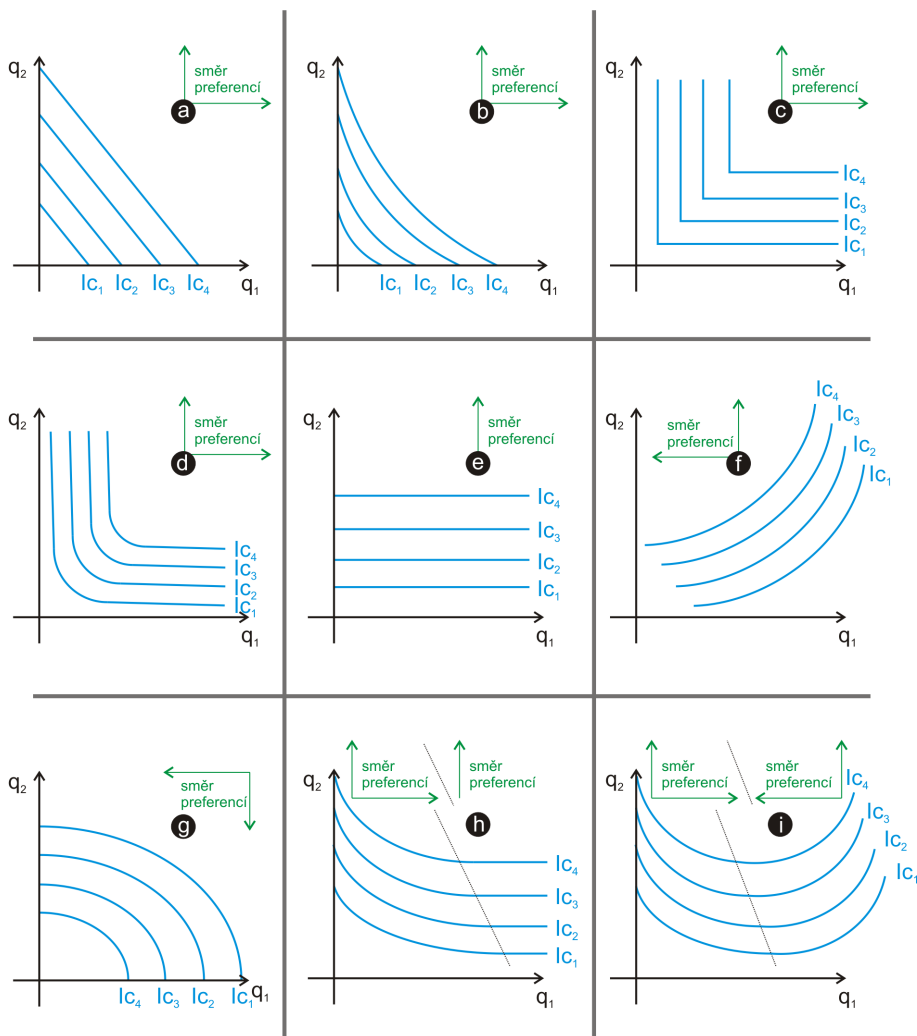 q₂
směr
preferencí
a
Ic₁ Ic₂ Ic₃ Ic₄
q₁
q₂
směr
preferencí
b
Ic₁ Ic₂ Ic₃ Ic₄
q₁
q₂
směr
preferencí
c
Ic₄
Ic₃
Ic₂
Ic₁
q₁
q₂
směr
preferencí
d
Ic₄
Ic₃
Ic₂
Ic₁
q₁
q₂
směr
preferencí
e
Ic₄
Ic₃
Ic₂
Ic₁
q₁
q₂
směr
preferencí
f
Ic₄
Ic₃
Ic₂
Ic₁
q₁
q₂
směr
preferencí
g
Ic₄ Ic₃ Ic₂ Ic₁
q₁
q₂
směr
preferencí
směr
preferencí
h
Ic₄
Ic₃
Ic₂
Ic₁
q₁
q₂
směr
preferencí
směr
preferencí
i
Ic₄
Ic₃
Ic₂
Ic₁
q₁